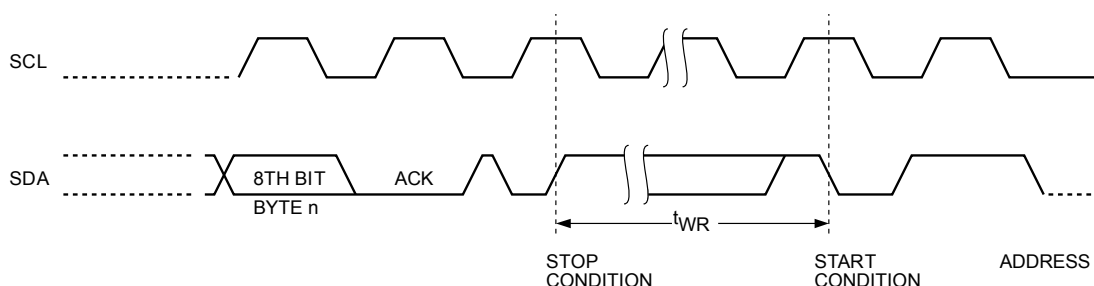 SCL
SDA
8TH BIT
ACK
BYTE n
tWR
STOP
CONDITION
START
CONDITION
ADDRESS